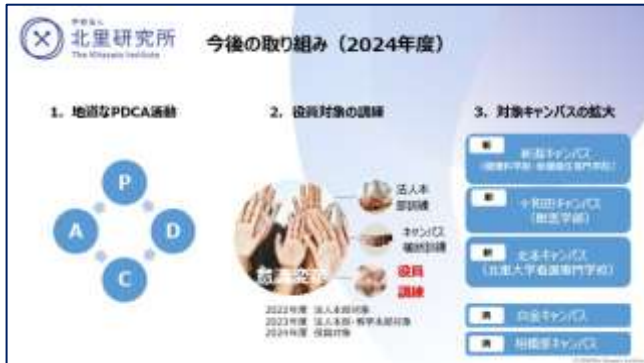 学校法人
北里研究所
The Kitasato Institute
今後の取り組み（2024年度）
1．地道なPDCA活動
P
A
D
C
2．役員対象の訓練
法人本
部訓練
キャンパス
意識変革
役員
訓練
2022年度 法人本部対象
2023年度 法人本部・教学本部対象
2024年度 役員対象
3．対象キャンパスの拡大
新
新潟キャンパス
新
十和田キャンパス
（獣医学部）
新
北本キャンパス
（北里大学看護専門学校）
白金キャンパス
相模原キャンパス